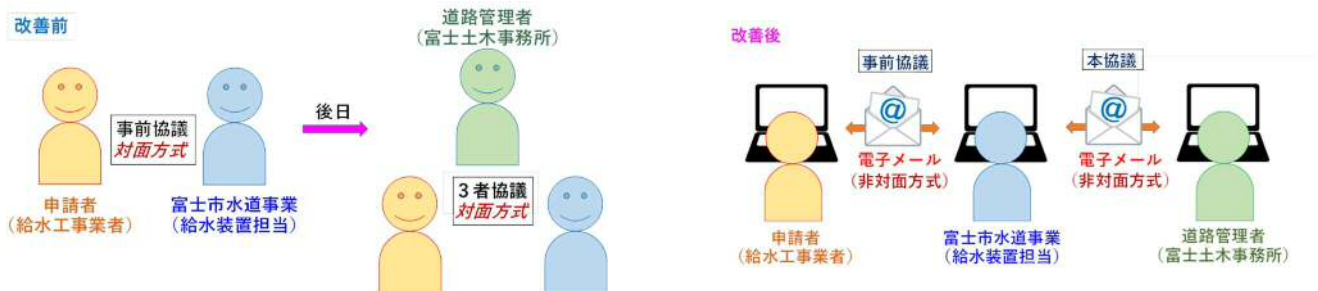 改善前
道路管理者
（富士土木事務所）
事前協議
対面方式
後日
申請者
（給水工事業者）
富士市水道事業
（給水装置担当）
３者協議
対面方式
改善後
事前協議
本協議
@
@
電子メール
（非対面方式）
電子メール
（非対面方式）
申請者
（給水工事業者）
富士市水道事業
（給水装置担当）
道路管理者
（富士土木事務所）